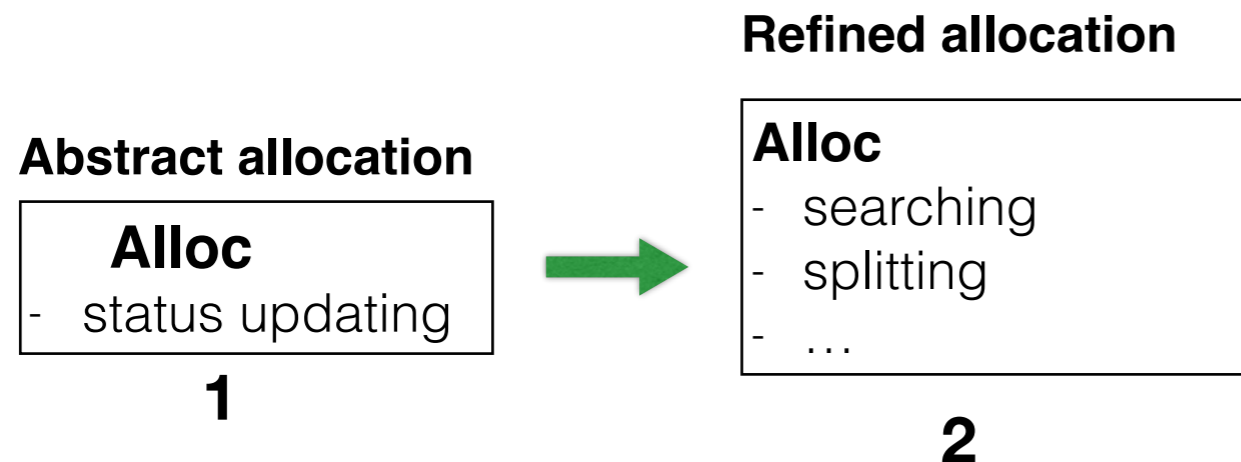 Abstract allocation
Alloc
- status updating
1
Refined allocation
Alloc
- searching
- splitting
- …
2